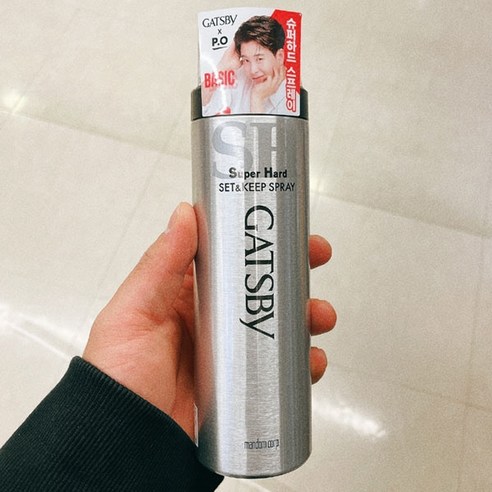 GATSBY
X
P.O
BASIC
슈퍼하드 스프레이
SH
Super Hard
SET&KEEP SPRAY
GATSBY
mandom corp.